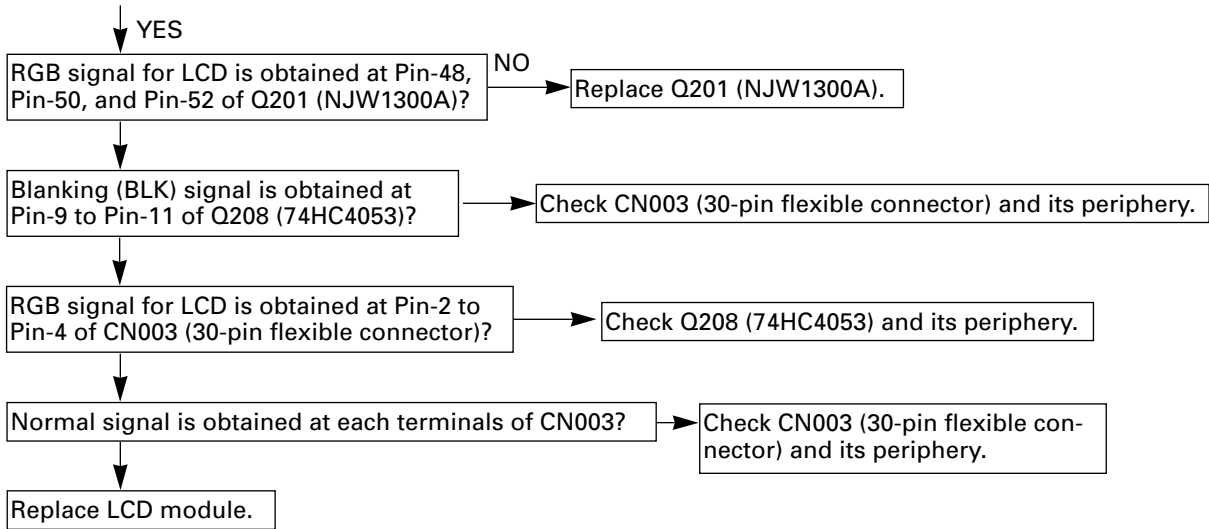 YES
RGB signal for LCD is obtained at Pin-48,
Pin-50, and Pin-52 of Q201 (NJW1300A)?
NO
Replace Q201 (NJW1300A).
Blanking (BLK) signal is obtained at
Pin-9 to Pin-11 of Q208 (74HC4053)?
Check CN003 (30-pin flexible connector) and its periphery.
RGB signal for LCD is obtained at Pin-2 to
Pin-4 of CN003 (30-pin flexible connector)?
Check Q208 (74HC4053) and its periphery.
Normal signal is obtained at each terminals of CN003?
Check CN003 (30-pin flexible con-
nector) and its periphery.
Replace LCD module.